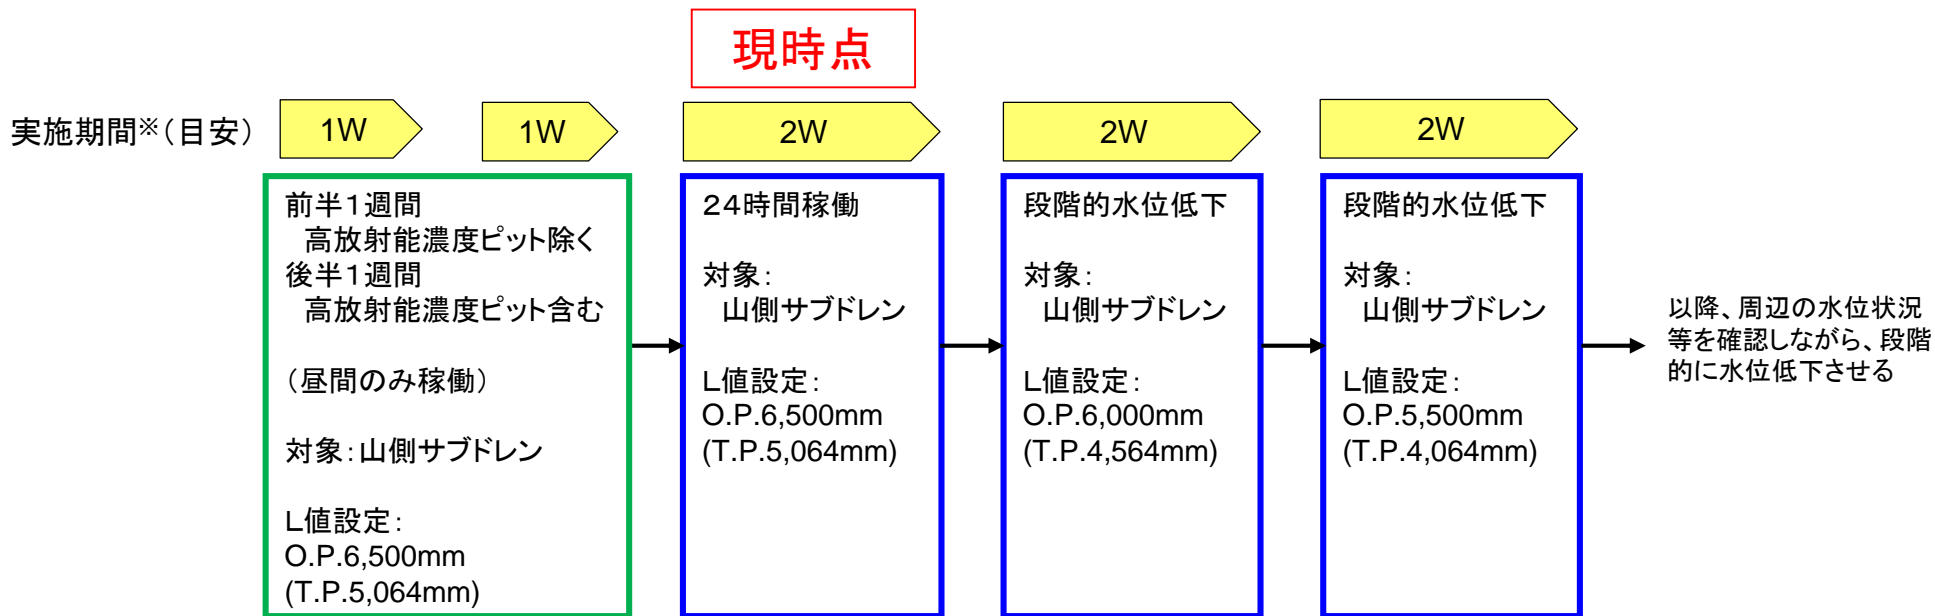 現時点
実施期間※(目安)
1W
1W
2W
2W
2W
前半1週間
高放射能濃度ピット除く
後半1週間
高放射能濃度ピット含む
(昼間のみ稼働)
対象:山側サブドレン
L値設定:
O.P.6,500mm
(T.P.5,064mm)
24時間稼働
対象:
山側サブドレン
L値設定:
O.P.6,500mm
(T.P.5,064mm)
段階的水位低下
対象:
山側サブドレン
L値設定:
O.P.6,000mm
(T.P.4,564mm)
段階的水位低下
対象:
山側サブドレン
L値設定:
O.P.5,500mm
(T.P.4,064mm)
以降、周辺の水位状況
等を確認しながら、段階
的に水位低下させる